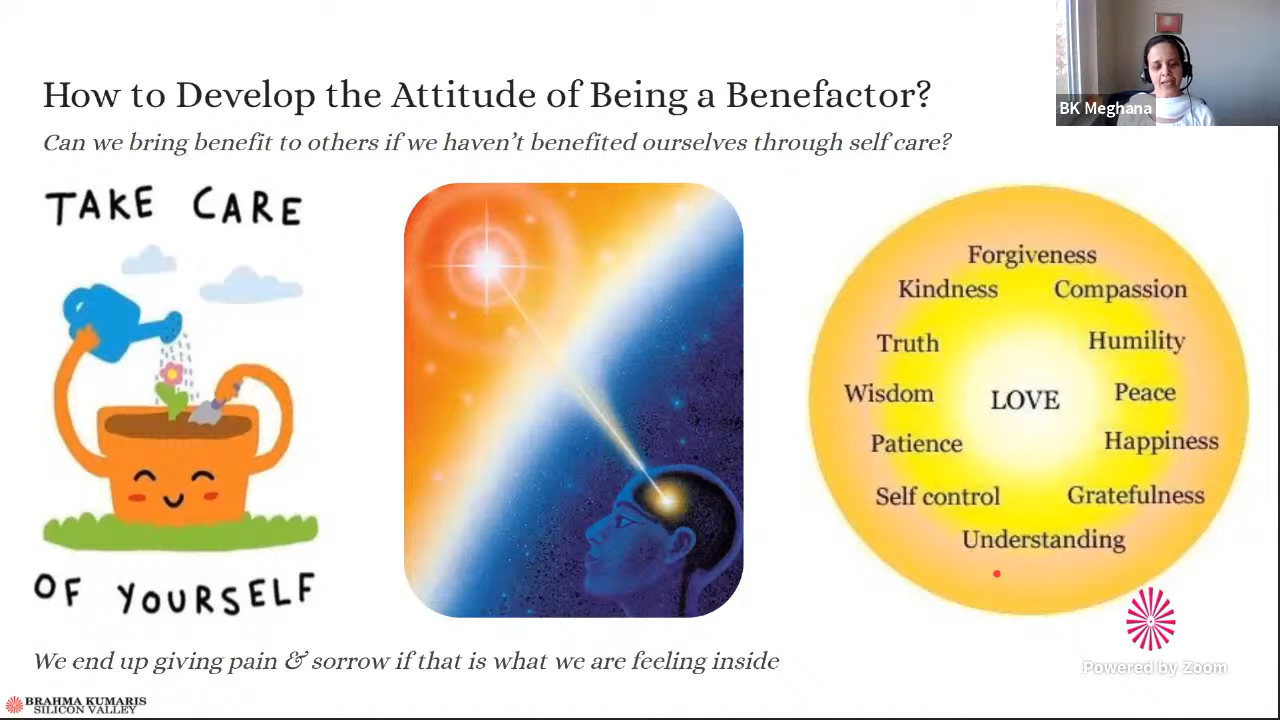 How to Develop the Attitude of Being a Benefactor?
Can we bring benefit to others if we haven't benefited ourselves through self care?
BK Meghana
TAKE CARE
OF YOURSELF
Forgiveness
Kindness Compassion
Truth Humility
Wisdom LOVE Peace
Patience Happiness
Self control Gratefulness
Understanding
We end up giving pain & sorrow if that is what we are feeling inside
Powered by Zoom
BRAHMA KUMARIS
SILICON VALLEY